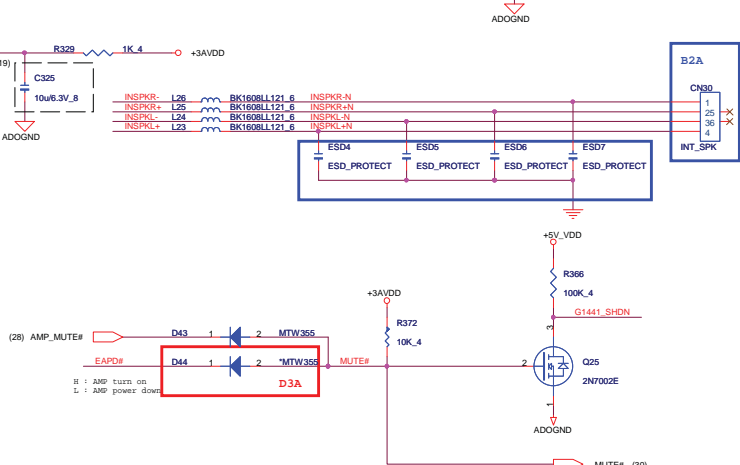 ADOGND
R329 1K_4 +3AVDD
19)
C325
10u/6.3V_8
ADOGND
B2A
CN30
INSPKR- L26 BK1608LL121_6 INSPKR-N 1
INSPKR+ L25 BK1608LL121_6 INSPKR+N 25
INSPKL- L24 BK1608LL121_6 INSPKL-N 36
INSPKL+ L23 BK1608LL121_6 INSPKL+N 4
INT_SPK
ESD4 ESD5 ESD6 ESD7
ESD_PROTECT ESD_PROTECT ESD_PROTECT ESD_PROTECT
+5V_VDD
R366
100K_4
+3AVDD
G1441_SHDN
R372
10K_4
3
(28) AMP_MUTE# D43 1 2 MTW355
EAPD# D44 1 2 *MTW355 MUTE# 2 Q25
2N7002E
D3A
H : AMP turn on
L : AMP power down
1
ADOGND
MUTE# (30)